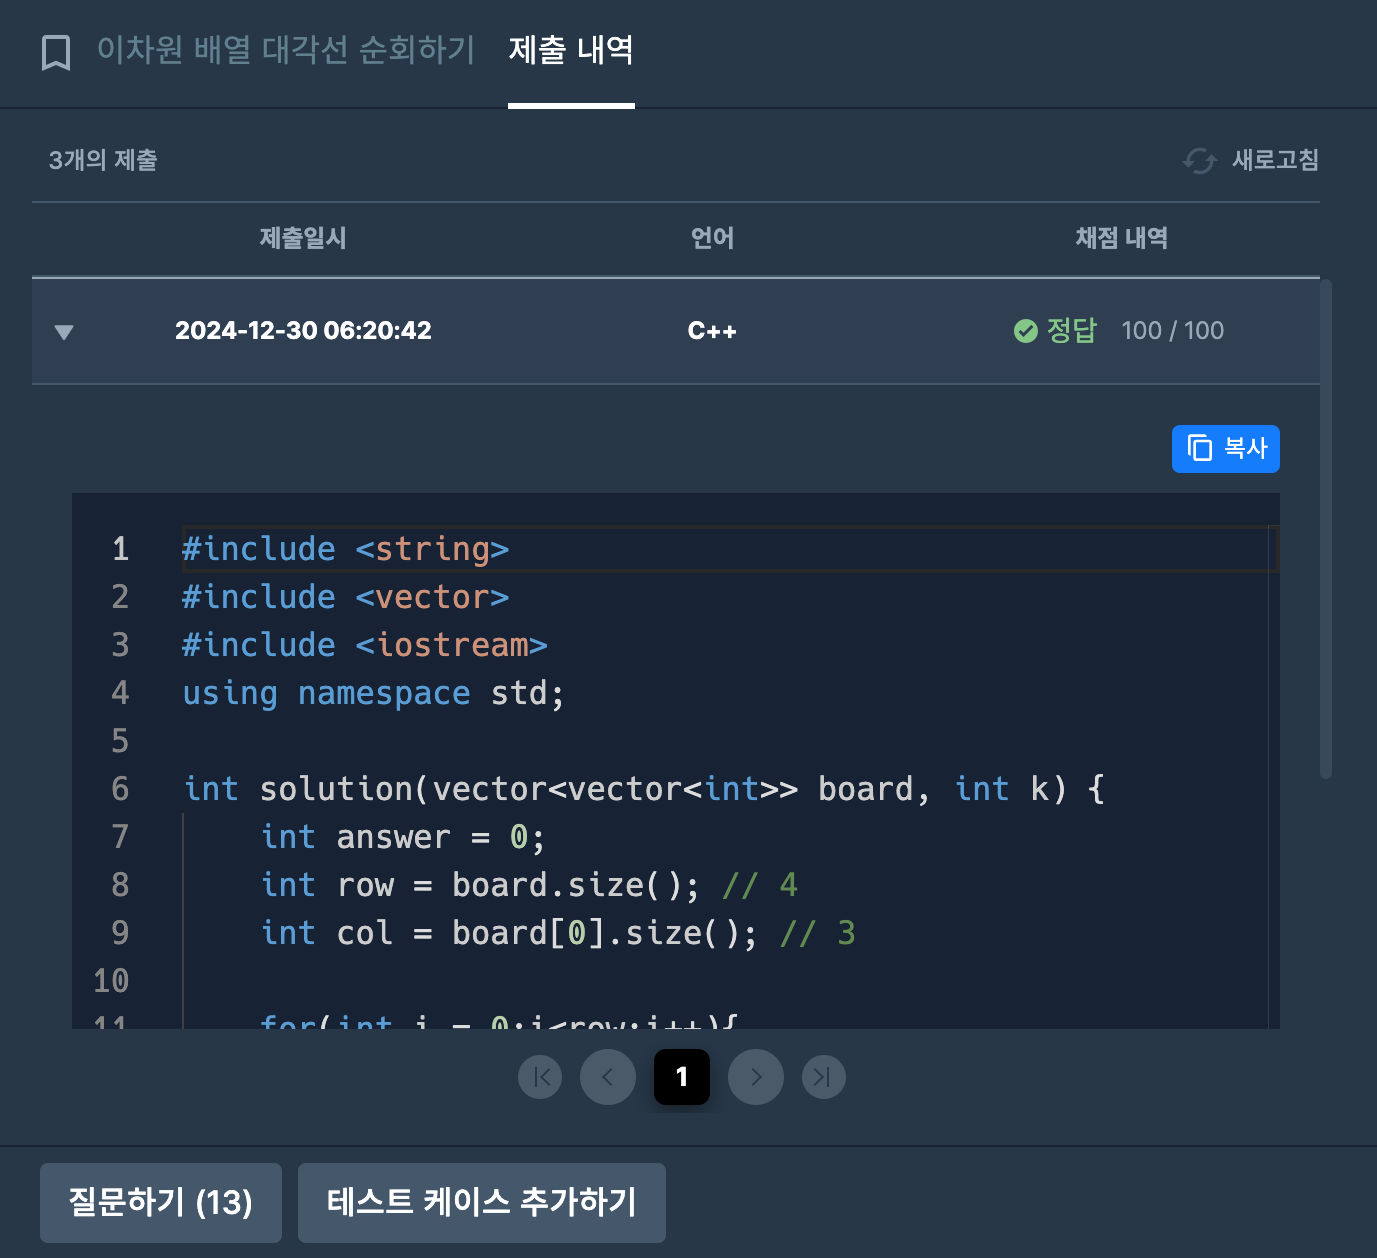 이차원 배열 대각선 순회하기 제출 내역
3개의 제출 새로고침
제출일시 언어 채점 내역
2024-12-30 06:20:42 C++ 정답 100 / 100
복사
1 #include <string>
2 #include <vector>
3 #include <iostream>
4 using namespace std;
5
6 int solution(vector<vector<int>> board, int k) {
7 int answer = 0;
8 int row = board.size(); // 4
9 int col = board[0].size(); // 3
10
11 for(int i = 0;i<row;i++){
1
질문하기 (13) 테스트 케이스 추가하기